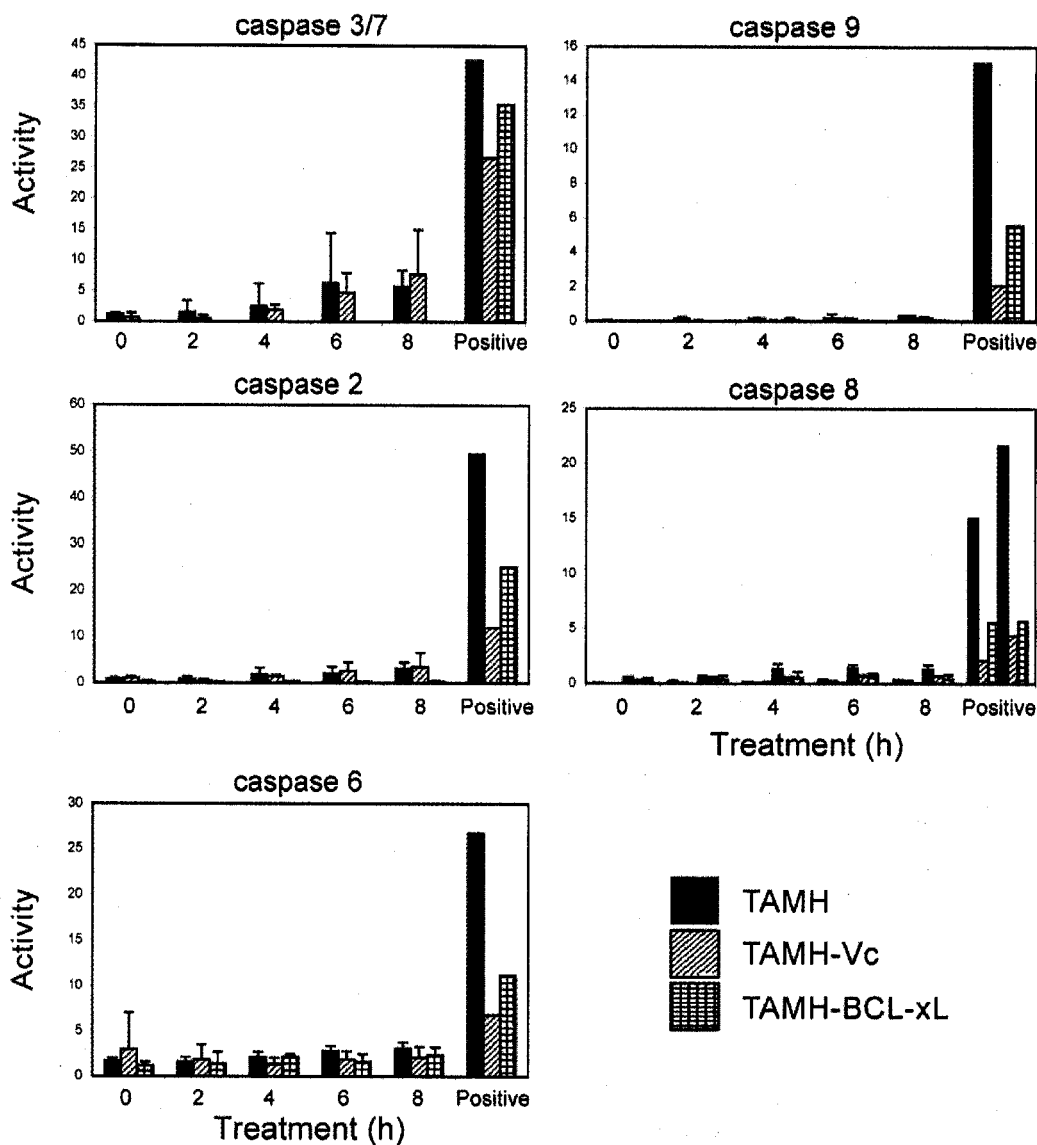 caspase 3/7
Activity
45
40
35
30
25
20
15
10
5
0
0 2 4 6 8 Positive
caspase 9
16
14
12
10
8
6
4
2
0
0 2 4 6 8 Positive
caspase 2
Activity
60
50
40
30
20
10
0
0 2 4 6 8 Positive
caspase 8
25
20
15
10
5
0
0 2 4 6 8 Positive
Treatment (h)
caspase 6
Activity
30
25
20
15
10
5
0
0 2 4 6 8 Positive
Treatment (h)
TAMH
TAMH-Vc
TAMH-BCL-xL